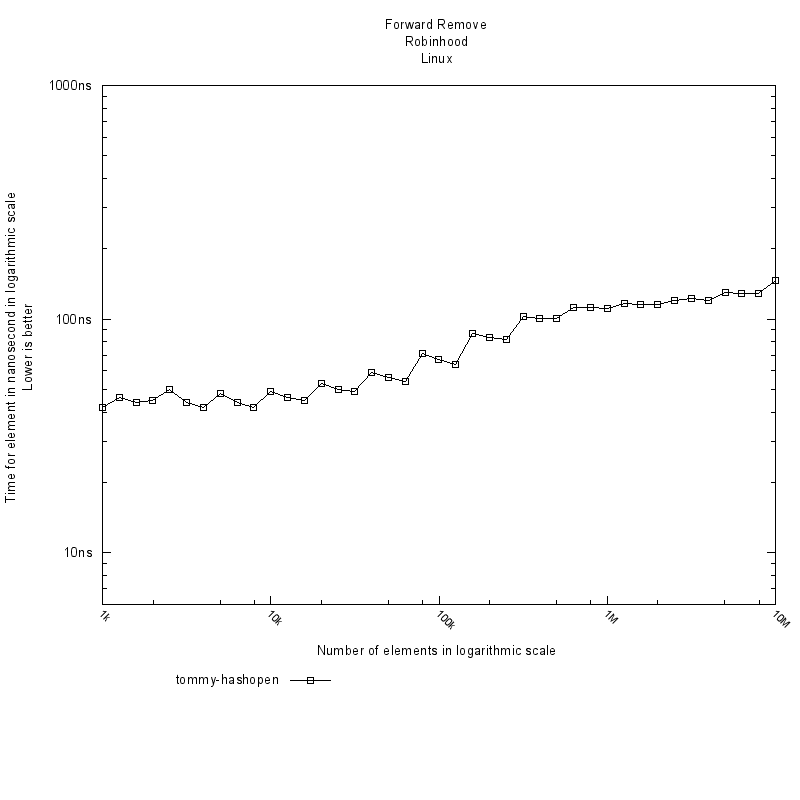 Forward Remove
Robinhood
Linux
1000ns
100ns
10ns
Time for element in nanosecond in logarithmic scale
Lower is better
1k
10k
100k
1M
10M
Number of elements in logarithmic scale
tommy-hashopen